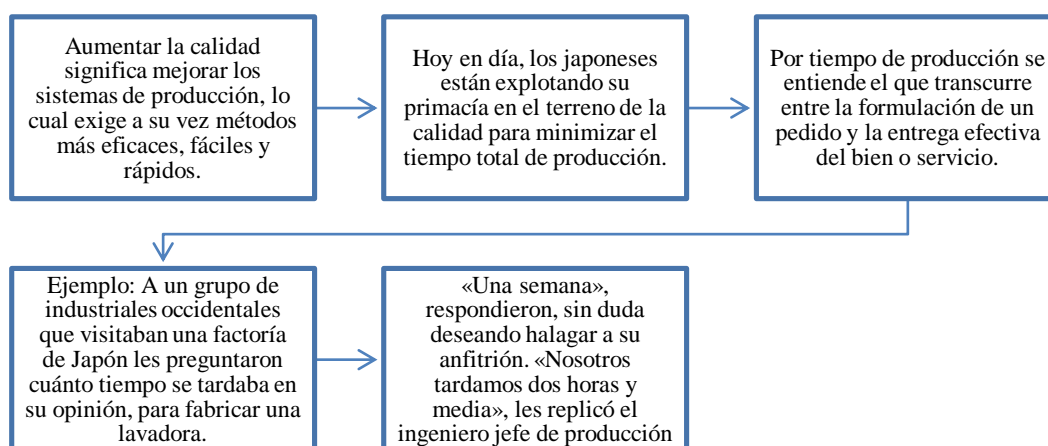 Aumentar la calidad
significa mejorar los
sistemas de producción, lo
cual exige a su vez métodos
más eficaces, fáciles y
rápidos.
Hoy en día, los japoneses
están explotando su
primacía en el terreno de la
calidad para minimizar el
tiempo total de producción.
Por tiempo de producción se
entiende el que transcurre
entre la formulación de un
pedido y la entrega efectiva
del bien o servicio.
Ejemplo: A un grupo de
industriales occidentales
que visitaban una factoría
de Japón les preguntaron
cuánto tiempo se tardaba en
su opinión, para fabricar una
lavadora.
«Una semana»,
respondieron, sin duda
deseando halagar a su
anfitrión. «Nosotros
tardamos dos horas y
media», les replicó el
ingeniero jefe de producción